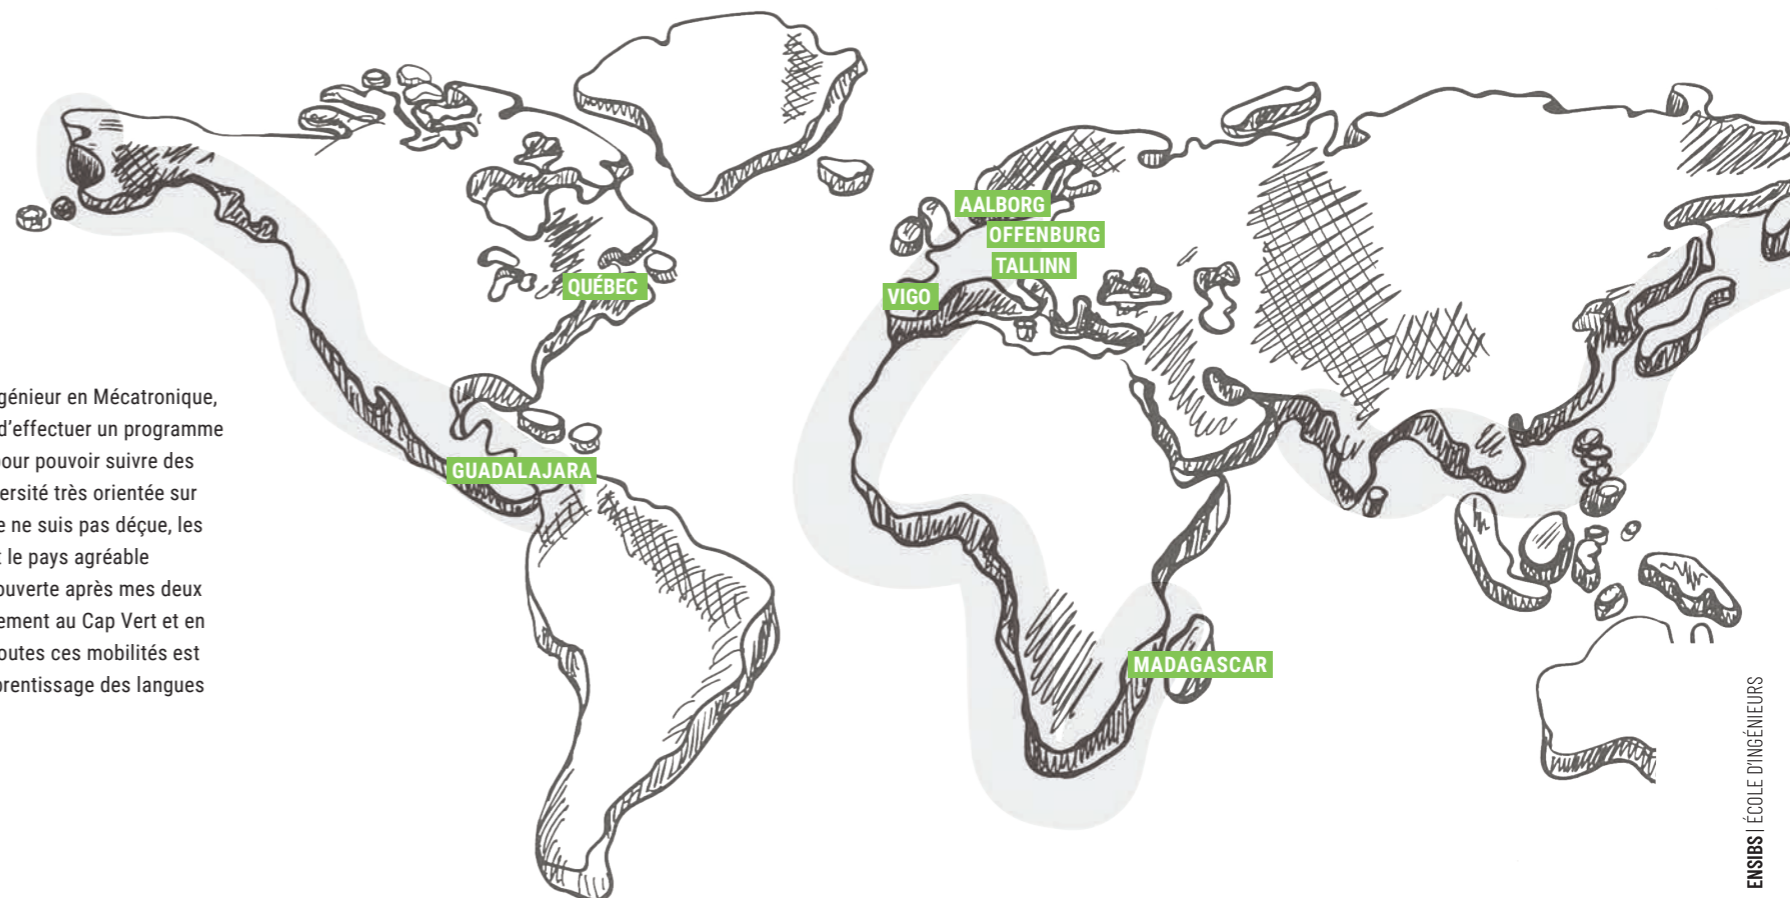 AALBORG
OFFENBURG
TALLINN
QUÉBEC
VIGO
génieur en Mécatronique,
d'effectuer un programme
pour pouvoir suivre des
ersité très orientée sur
e ne suis pas déçue, les
t le pays agréable
ouverte après mes deux
ement au Cap Vert et en
outes ces mobilités est
prentissage des langues
GUADALAJARA
MADAGASCAR
ENSIBS | ÉCOLE D'INGÉNIEURS